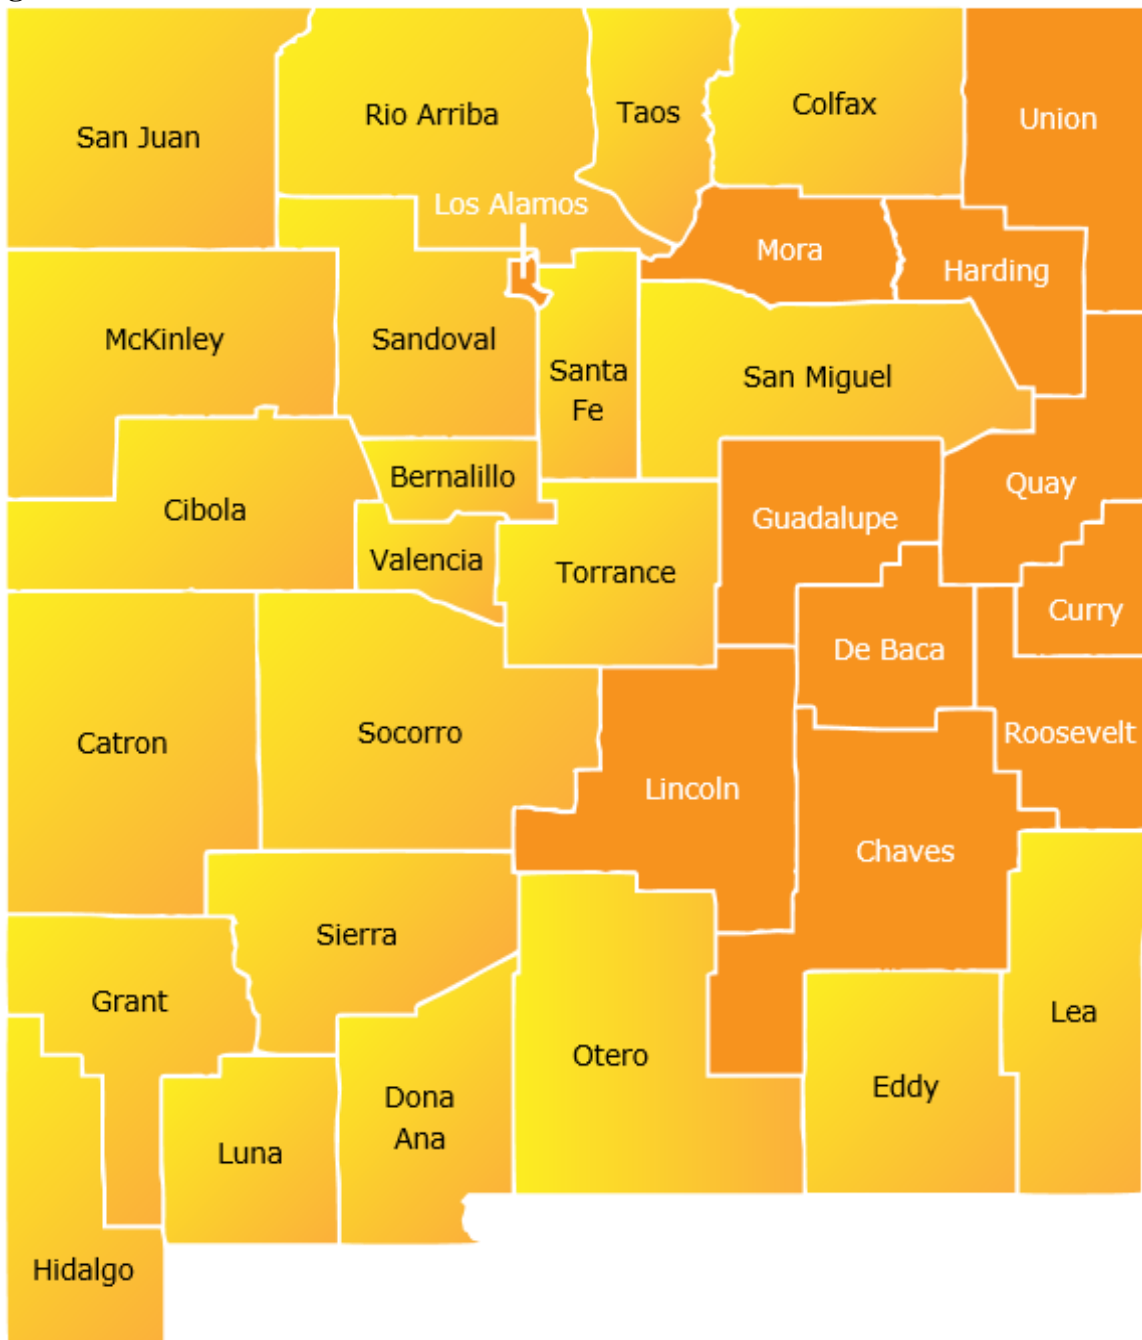 San Juan
Rio Arriba
Taos
Colfax
Union
Los Alamos
Mora
Harding
McKinley
Sandoval
Santa
Fe
San Miguel
Bernalillo
Quay
Cibola
Guadalupe
Valencia
Torrance
Curry
De Baca
Catron
Socorro
Roosevelt
Lincoln
Chaves
Sierra
Grant
Lea
Otero
Eddy
Dona
Ana
Luna
Hidalgo